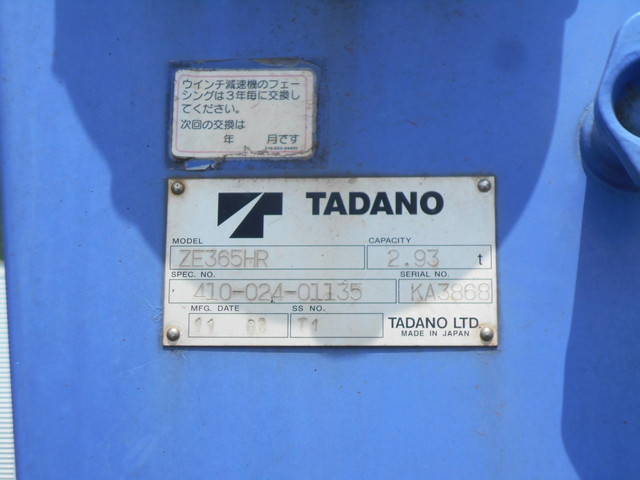 ウインチ減速機のフェー
シングは3年毎に交換し
てください。
次回の交換は
年 月です
TADANO
MODEL CAPACITY
ZE365HR 2.93 t
SPEC. NO. SERIAL NO.
410-024-01135 KA3868
MFG. DATE SS NO.
11 T1
TADANO LTD.
MADE IN JAPAN